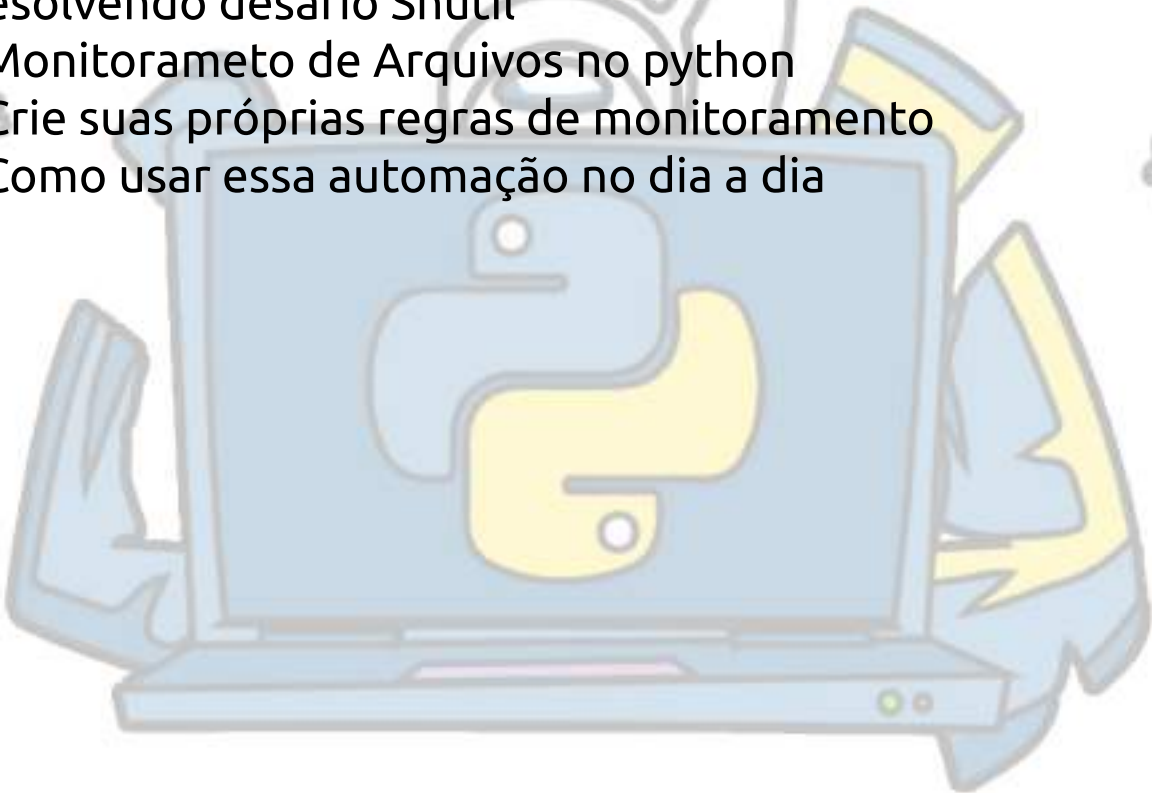 esolvendo desafio Shutil
Monitorameto de Arquivos no python
Crie suas próprias regras de monitoramento
Como usar essa automação no dia a dia